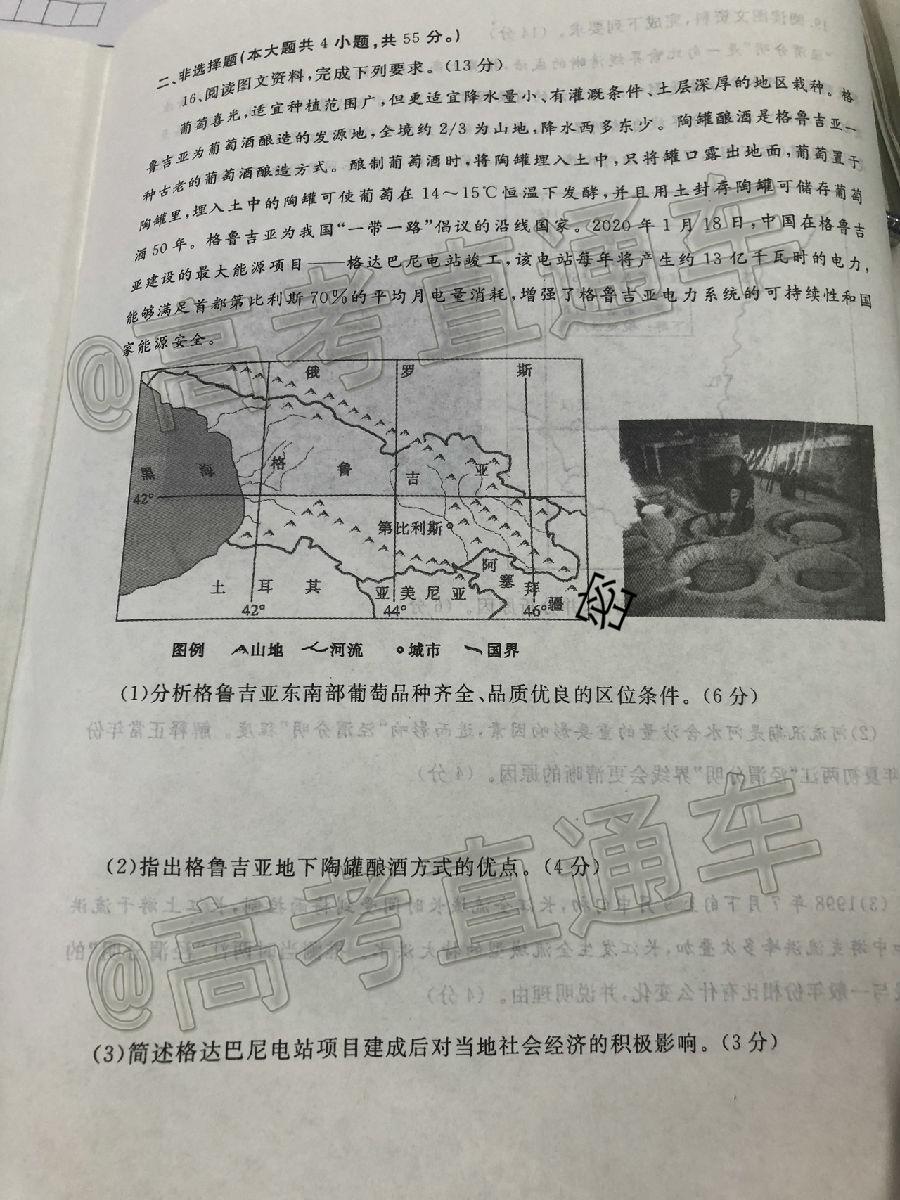 二、非选择题(本大题共 4 小题,共 55 分。)
16、阅读图文资料,完成下列要求。(13 分)
葡萄喜光,适宜种植范围广,但更适宜降水量小、有灌溉条件、土层深厚的地区栽种。格
鲁吉亚为葡萄酒酿造的发源地,全境约 2/3 为山地,降水西多东少。陶罐酿酒是格鲁吉亚一
种古老的葡萄酒酿造方式。酿制葡萄酒时,将陶罐埋入土中,只将罐口露出地面,葡萄置于
陶罐里,埋入土中的陶罐可使葡萄在 14～15℃恒温下发酵,并且用土封存陶罐可储存葡萄
酒 50 年。格鲁吉亚为我国“一带一路”倡议的沿线国家。2020 年 1 月 18 日,中国在格鲁吉
亚建设的最大能源项目——格达巴尼电站竣工,该电站每年将产生约 13 亿千瓦时的电力,
能够满足首都第比利斯 70%的平均月电量消耗,增强了格鲁吉亚电力系统的可持续性和国
家能源安全。
@高考直通车
俄 罗 斯
黑 海 格 鲁 吉 亚
42°
第比利斯
土 耳 其 亚美尼亚 阿塞拜疆
42° 44° 46°
密
图例 山地 河流 城市 国界
(1)分析格鲁吉亚东南部葡萄品种齐全、品质优良的区位条件。(6 分)
(2)指出格鲁吉亚地下陶罐酿酒方式的优点。(4 分)
@高考直通车
(3)简述格达巴尼电站项目建成后对当地社会经济的积极影响。(3 分)